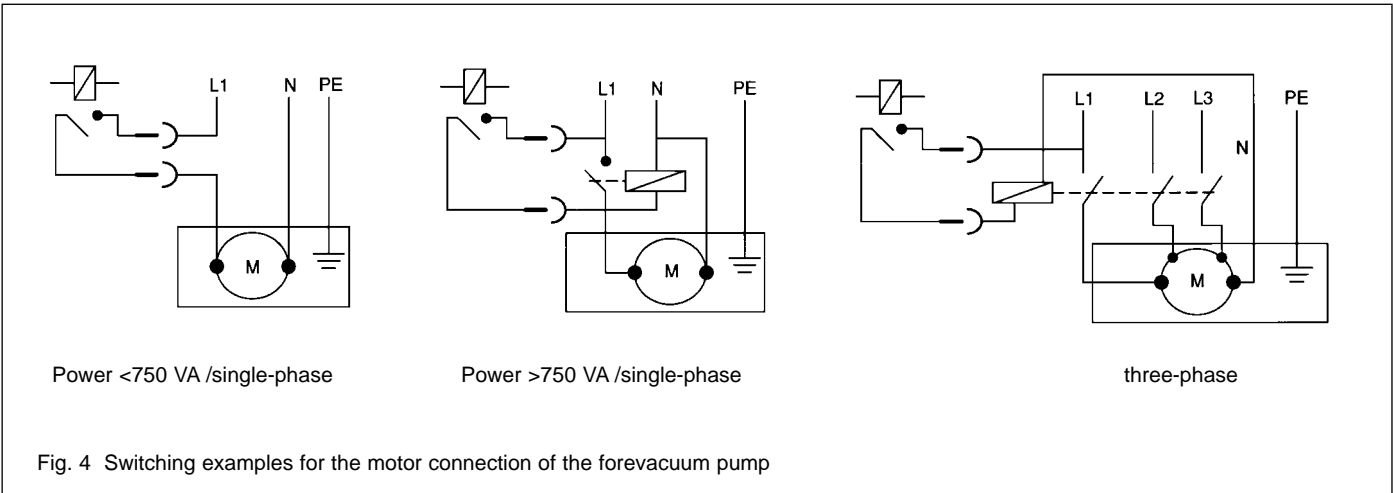 L1 N PE
M
Power <750 VA /single-phase
L1 N PE
M
Power >750 VA /single-phase
L1 L2 L3 PE
N
M
three-phase
Fig. 4 Switching examples for the motor connection of the forevacuum pump